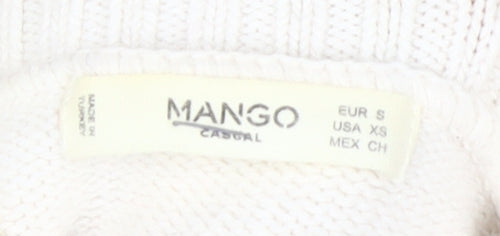 MADE IN
TURKEY
MANGO
CASUAL
EUR S
USA XS
MEX CH